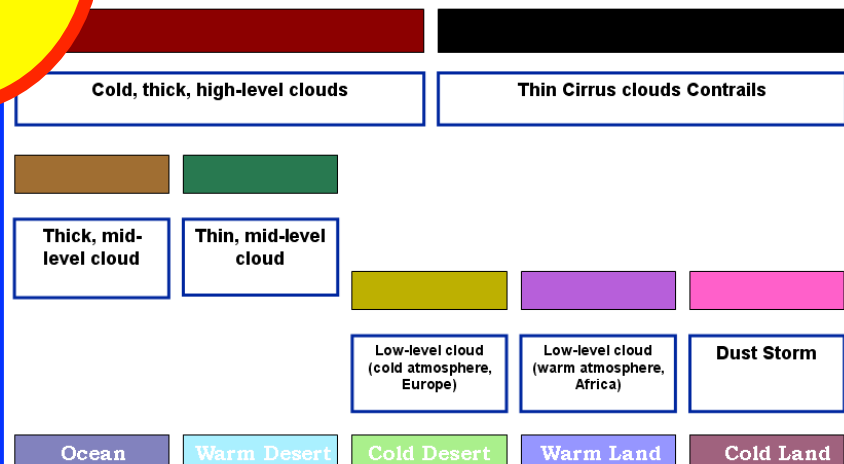 Cold, thick, high-level clouds
Thin Cirrus clouds Contrails
Thick, mid-
level cloud
Thin, mid-level
cloud
Low-level cloud
(cold atmosphere,
Europe)
Low-level cloud
(warm atmosphere,
Africa)
Dust Storm
Ocean
Warm Desert
Cold Desert
Warm Land
Cold Land